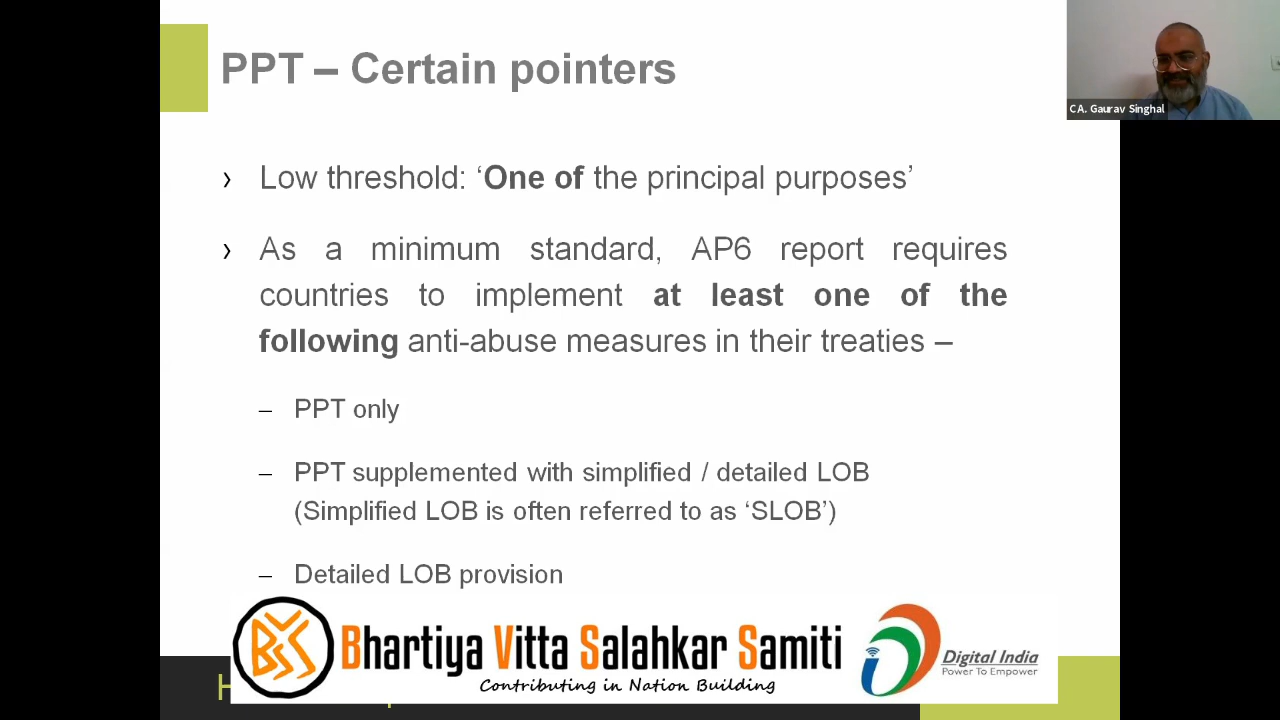 PPT – Certain pointers
CA. Gaurav Singhal
› Low threshold: ‘One of the principal purposes’
› As a minimum standard, AP6 report requires
countries to implement at least one of the
following anti-abuse measures in their treaties –
– PPT only
– PPT supplemented with simplified / detailed LOB
(Simplified LOB is often referred to as ‘SLOB’)
– Detailed LOB provision
Bhartiya Vitta Salahkar Samiti
Contributing in Nation Building
Digital India
Power To Empower